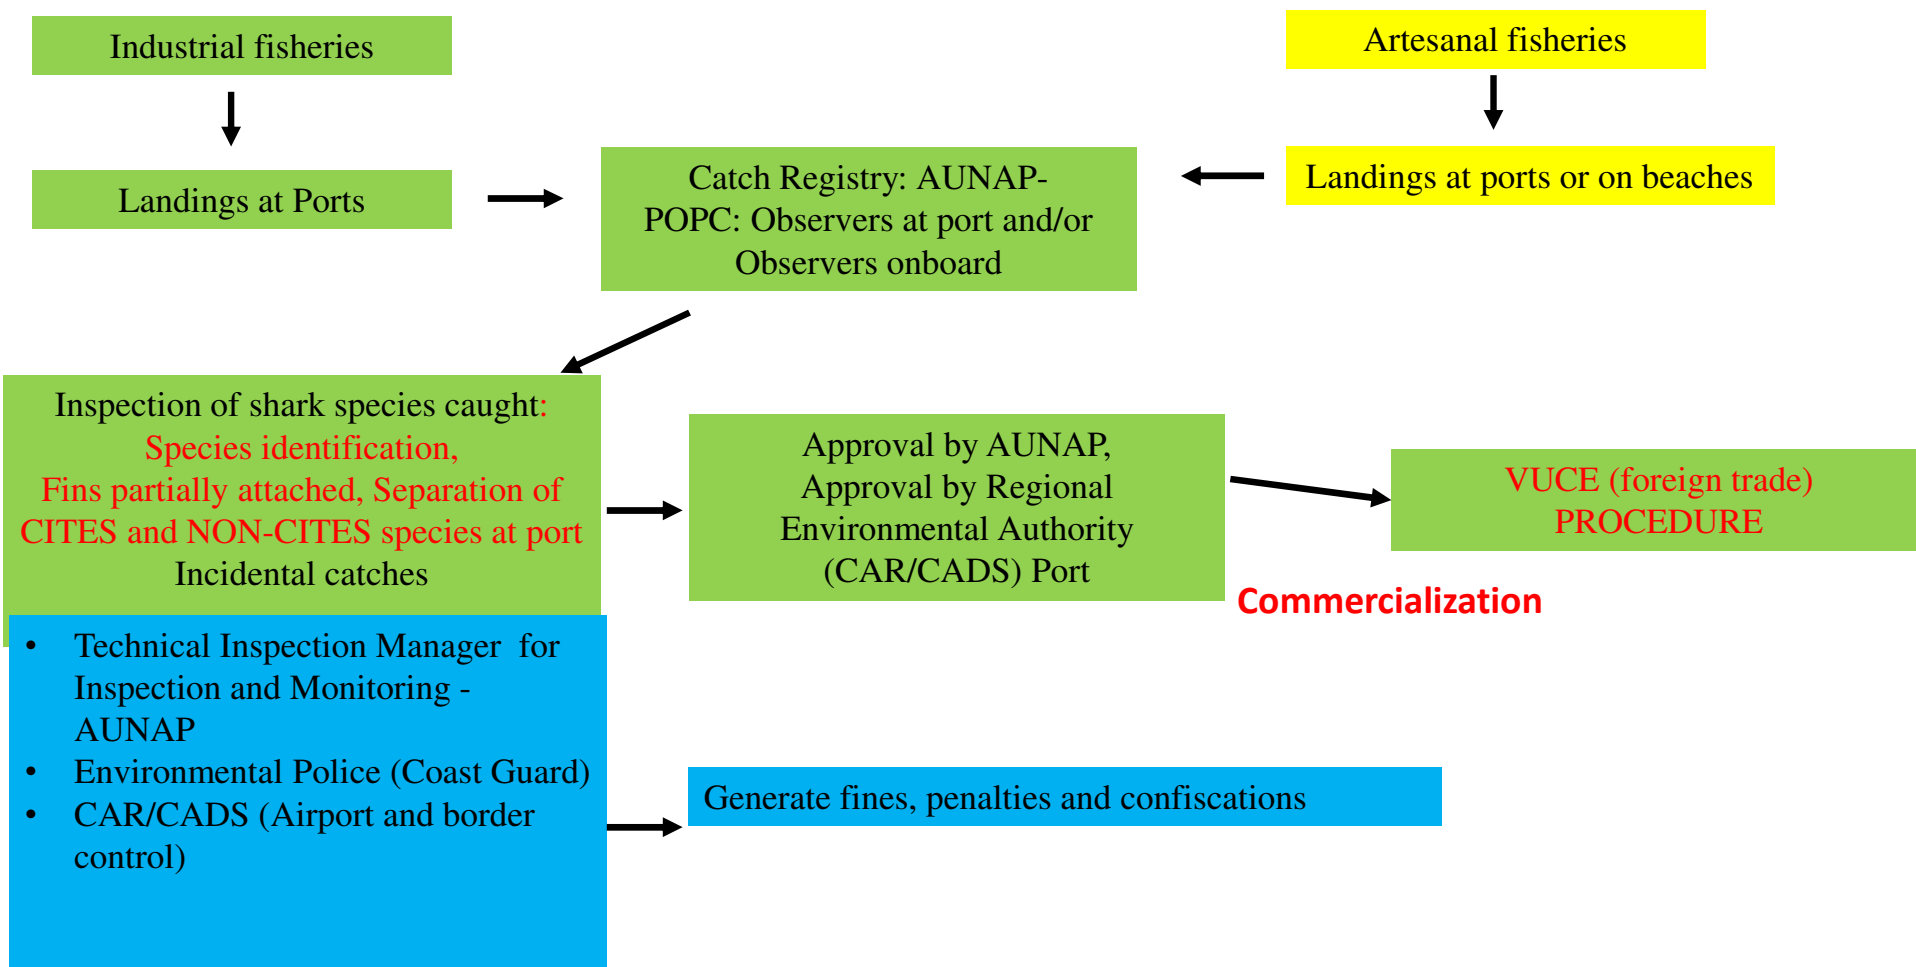 Industrial fisheries
Artesanal fisheries
Landings at Ports
Catch Registry: AUNAP-
POPC: Observers at port and/or
Observers onboard
Landings at ports or on beaches
Inspection of shark species caught:
Species identification,
Fins partially attached, Separation of
CITES and NON-CITES species at port
Incidental catches
Approval by AUNAP,
Approval by Regional
Environmental Authority
(CAR/CADS) Port
VUCE (foreign trade)
PROCEDURE
Commercialization
• Technical Inspection Manager for
Inspection and Monitoring -
AUNAP
• Environmental Police (Coast Guard)
• CAR/CADS (Airport and border
control)
Generate fines, penalties and confiscations